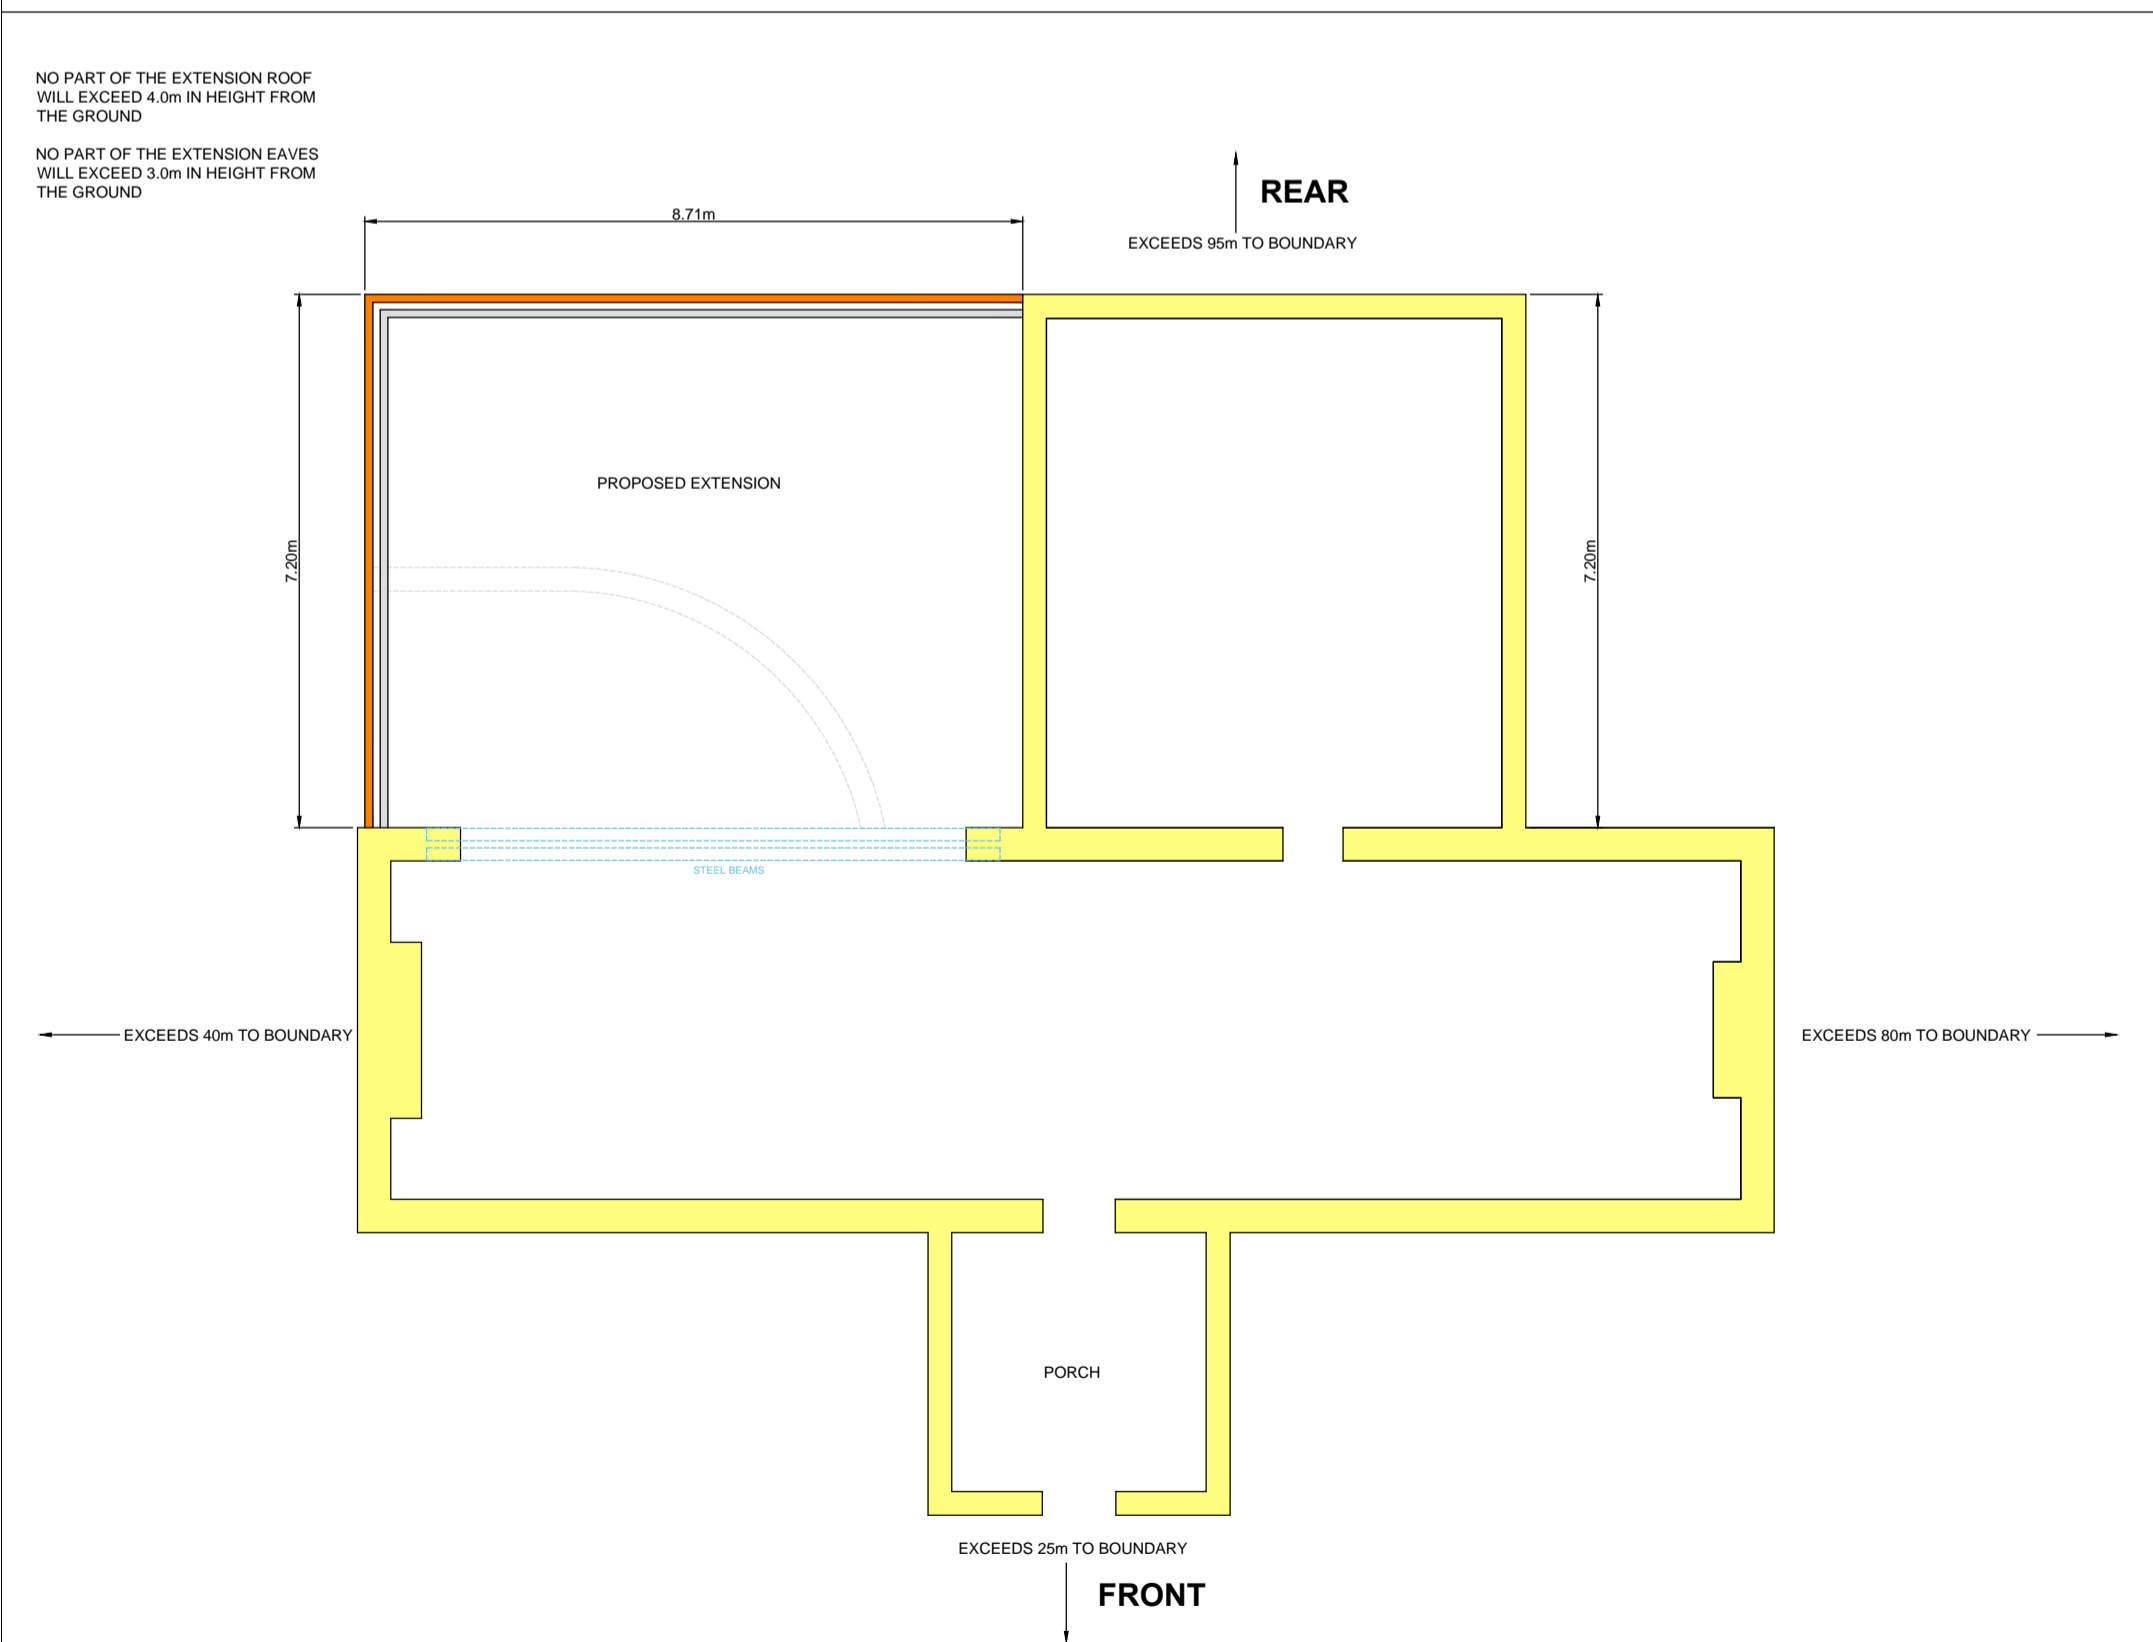 NO PART OF THE EXTENSION ROOF
WILL EXCEED 4.0m IN HEIGHT FROM
THE GROUND
NO PART OF THE EXTENSION EAVES
WILL EXCEED 3.0m IN HEIGHT FROM
THE GROUND
REAR
8.71m
EXCEEDS 95m TO BOUNDARY
PROPOSED EXTENSION
7.20m
7.20m
STEEL BEAMS
EXCEEDS 40m TO BOUNDARY
EXCEEDS 80m TO BOUNDARY
PORCH
EXCEEDS 25m TO BOUNDARY
FRONT